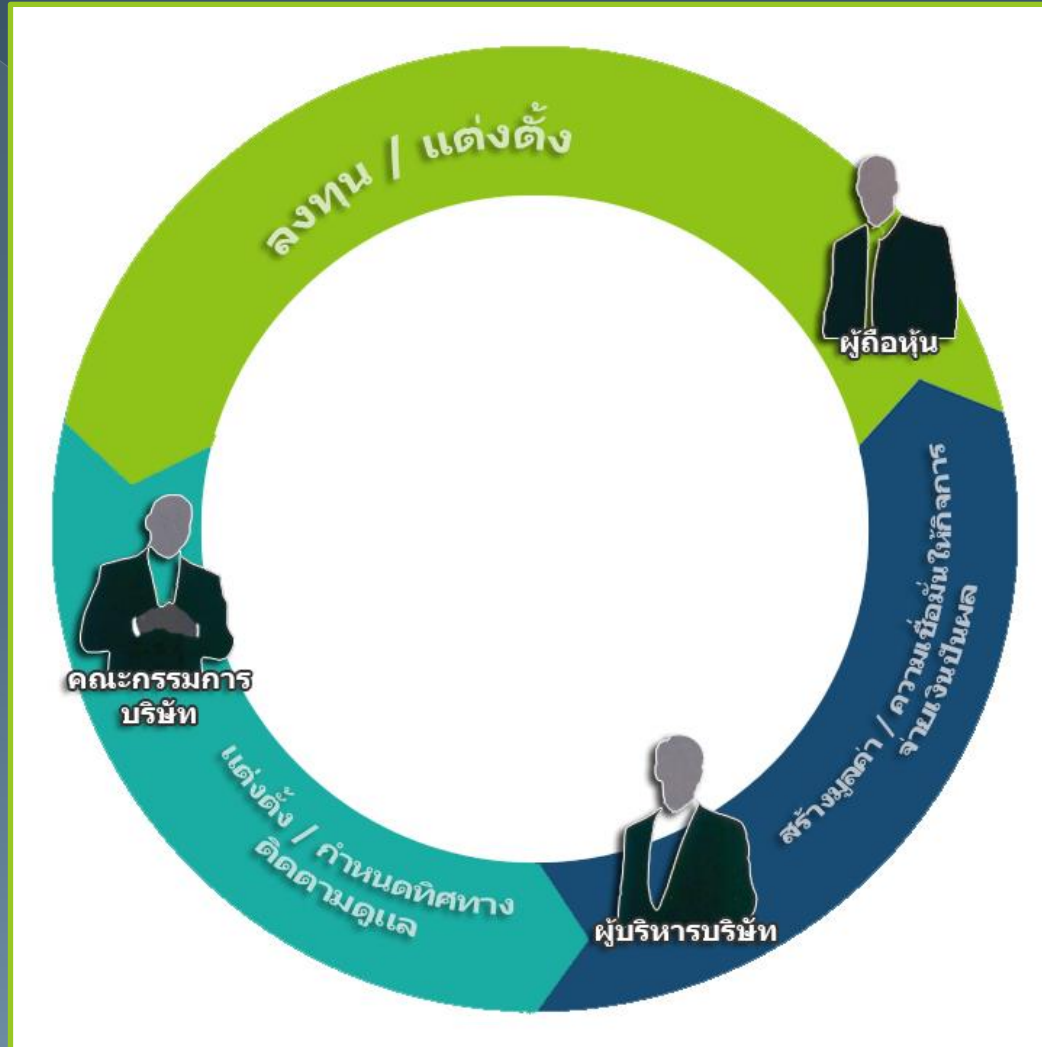 ลงทุน / แต่งตั้ง
ผู้ถือหุ้น
คณะกรรมการ
บริษัท
แต่งตั้ง / กำหนดทิศทาง
ติดตามดูแล
ผู้บริหารบริษัท
สร้างมูลค่า / ความเชื่อมั่นให้กิจการ
จ่ายเงินปันผล